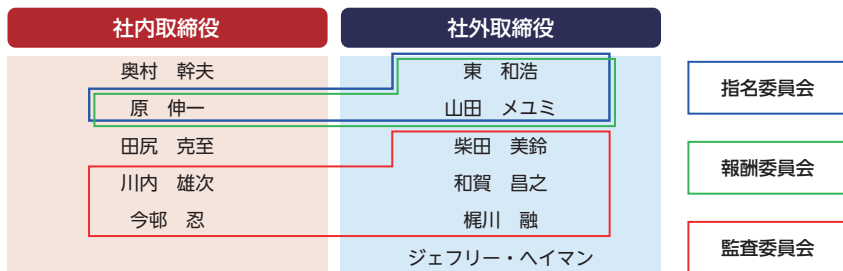 社内取締役
奥村 幹夫
原 伸一
田尻 克至
川内 雄次
今邨 忍
社外取締役
東 和浩
山田 メユミ
柴田 美鈴
和賀 昌之
梶川 融
ジェフリー・ヘイマン
指名委員会
報酬委員会
監査委員会